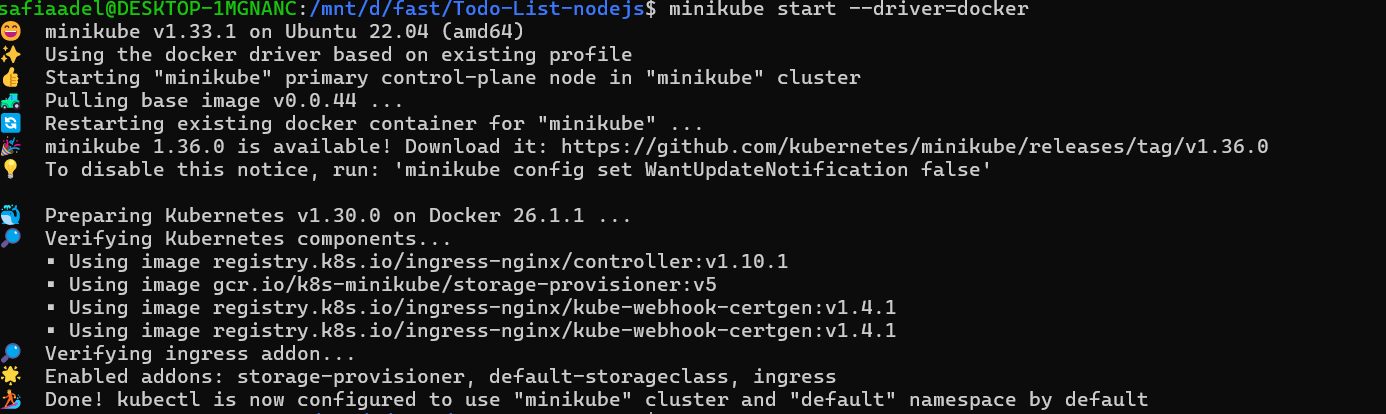 safiaadel@DESKTOP-1MGNANC:/mnt/d/fast/Todo-List-nodejs$ minikube start --driver=docker
😄 minikube v1.33.1 on Ubuntu 22.04 (amd64)
✨ Using the docker driver based on existing profile
👍 Starting "minikube" primary control-plane node in "minikube" cluster
🚜 Pulling base image v0.0.44 ...
🔄 Restarting existing docker container for "minikube" ...
🎉 minikube 1.36.0 is available! Download it: https://github.com/kubernetes/minikube/releases/tag/v1.36.0
💡 To disable this notice, run: 'minikube config set WantUpdateNotification false'
🐳 Preparing Kubernetes v1.30.0 on Docker 26.1.1 ...
🔎 Verifying Kubernetes components...
▪ Using image registry.k8s.io/ingress-nginx/controller:v1.10.1
▪ Using image gcr.io/k8s-minikube/storage-provisioner:v5
▪ Using image registry.k8s.io/ingress-nginx/kube-webhook-certgen:v1.4.1
▪ Using image registry.k8s.io/ingress-nginx/kube-webhook-certgen:v1.4.1
🔎 Verifying ingress addon...
🌟 Enabled addons: storage-provisioner, default-storageclass, ingress
🏄 Done! kubectl is now configured to use "minikube" cluster and "default" namespace by default